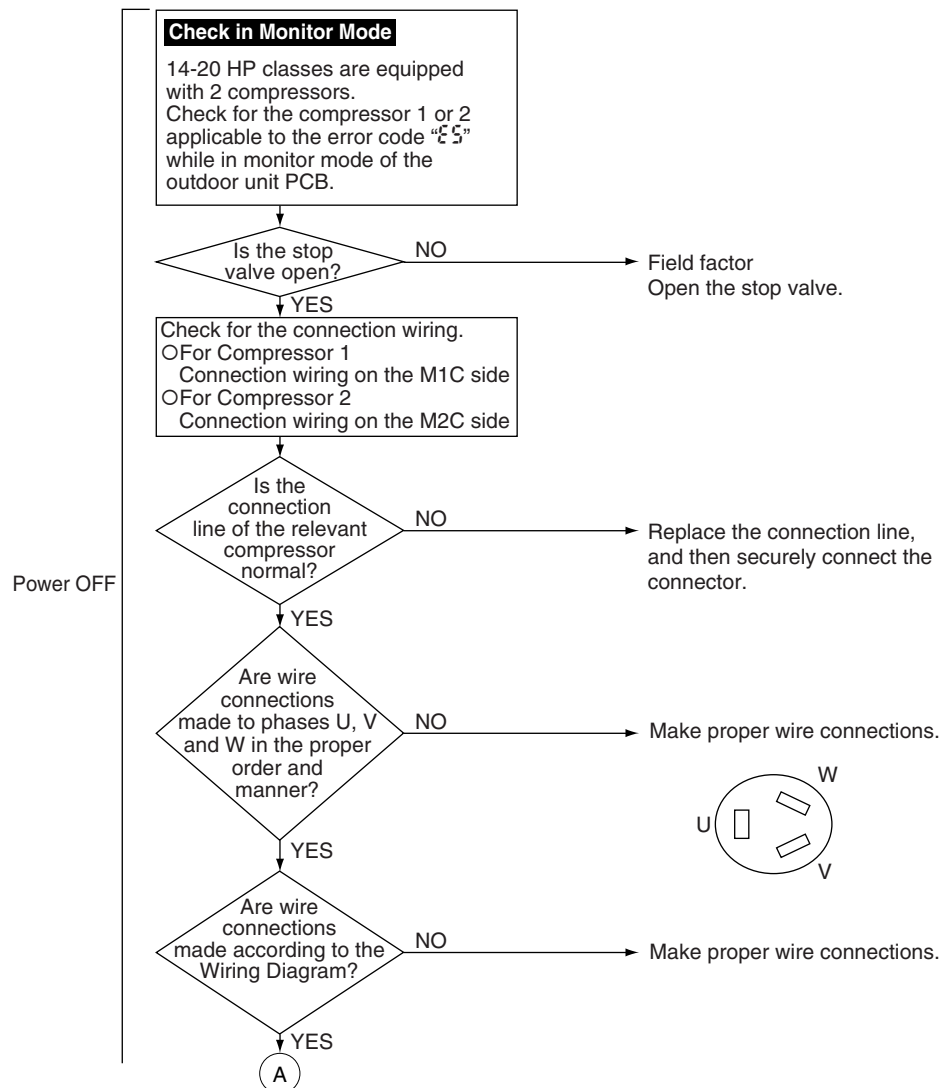 Check in Monitor Mode
14-20 HP classes are equipped
with 2 compressors.
Check for the compressor 1 or 2
applicable to the error code “E5”
while in monitor mode of the
outdoor unit PCB.
Is the stop
valve open?
NO
Field factor
Open the stop valve.
YES
Check for the connection wiring.
○For Compressor 1
Connection wiring on the M1C side
○For Compressor 2
Connection wiring on the M2C side
Is the
connection
line of the relevant
compressor
normal?
NO
Replace the connection line,
and then securely connect the
connector.
Power OFF
YES
Are wire
connections
made to phases U, V
and W in the proper
order and
manner?
NO
Make proper wire connections.
W
U
V
YES
Are wire
connections
made according to the
Wiring Diagram?
NO
Make proper wire connections.
YES
A